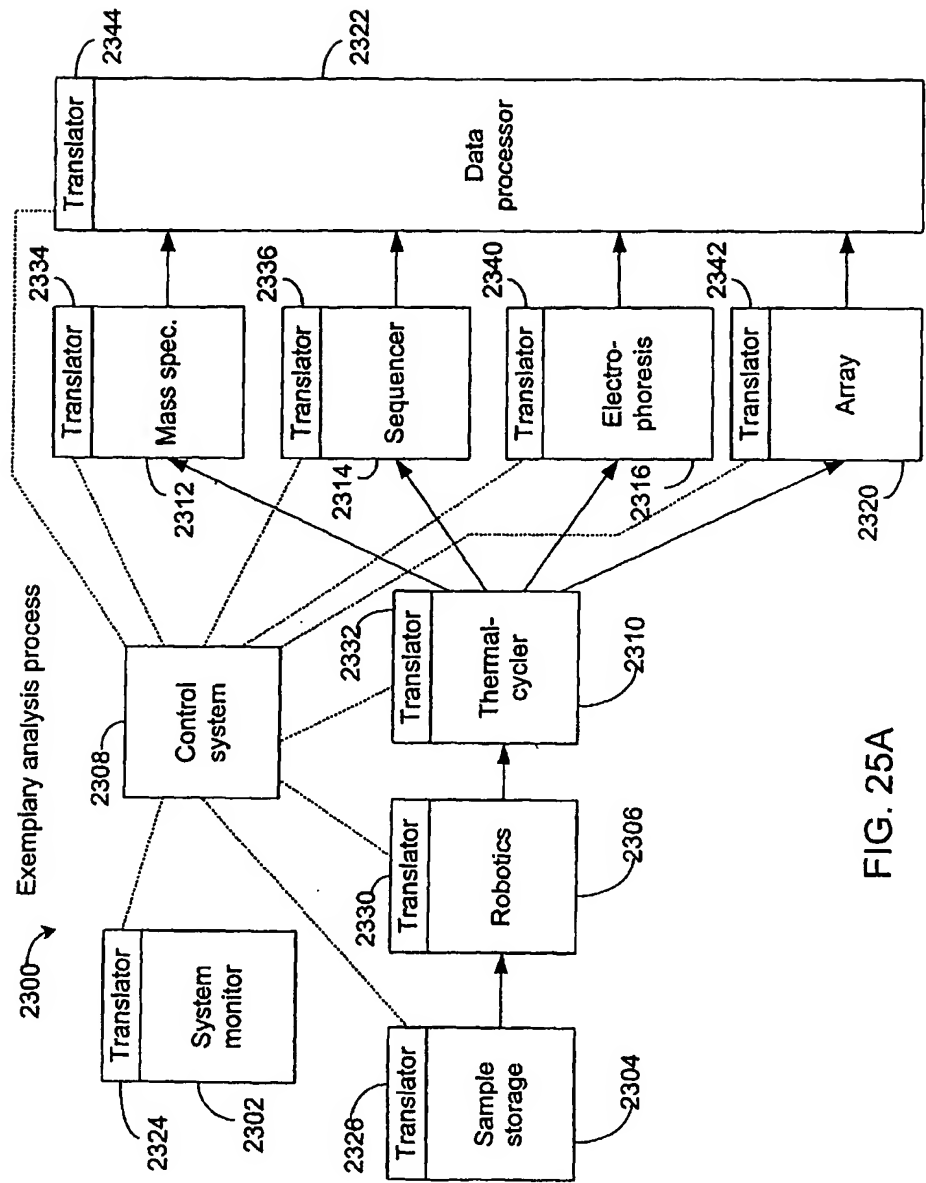 2300
Exemplary analysis process
2324
Translator
System
monitor
2302
2308
Control
system
2326
Translator
Sample
storage
2304
2330
Translator
Robotics
2306
2332
Translator
Thermal-
cycler
2310
2334
Translator
Mass spec.
2312
2336
Translator
Sequencer
2314
2340
Translator
Electro-
phoresis
2316
2342
Translator
Array
2320
2344
Translator
Data
processor
2322
FIG. 25A